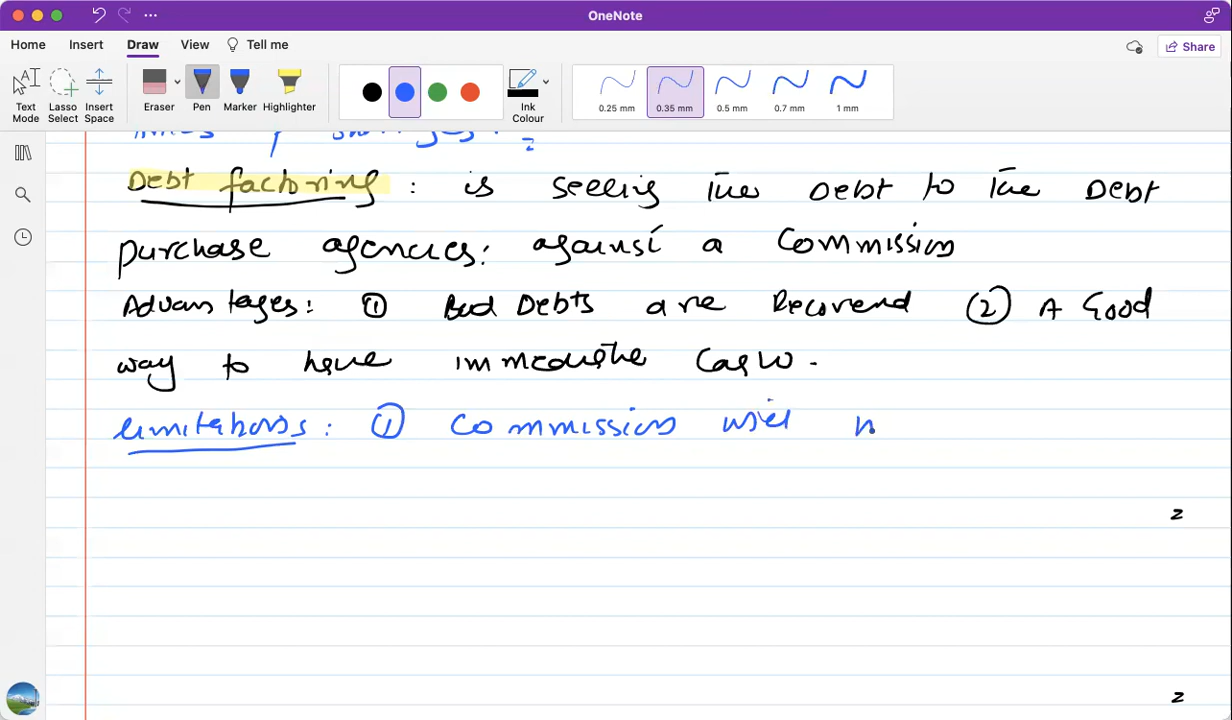 OneNote
Home Insert Draw View Tell me
Share
Text Mode Lasso Select Insert Space Eraser Pen Marker Highlighter Ink Colour 0.25 mm 0.35 mm 0.5 mm 0.7 mm 1 mm
Debt factoring : is selling the Debt to the Debt
purchase agencies: against a Commission
Advantages: ① Bad Debts are Recovered ② A Good
way to have immediate Cash.
limitations: ① Commission will
2
2